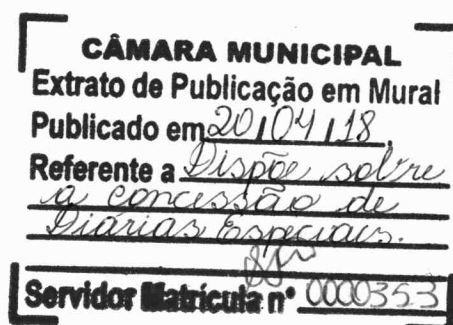 CÂMARA MUNICIPAL
Extrato de Publicação em Mural
Publicado em 20/04/18.
Referente a Dispõe sobre
a concessão de
Diárias Especiais.
Servidor Matrícula nº 0000353